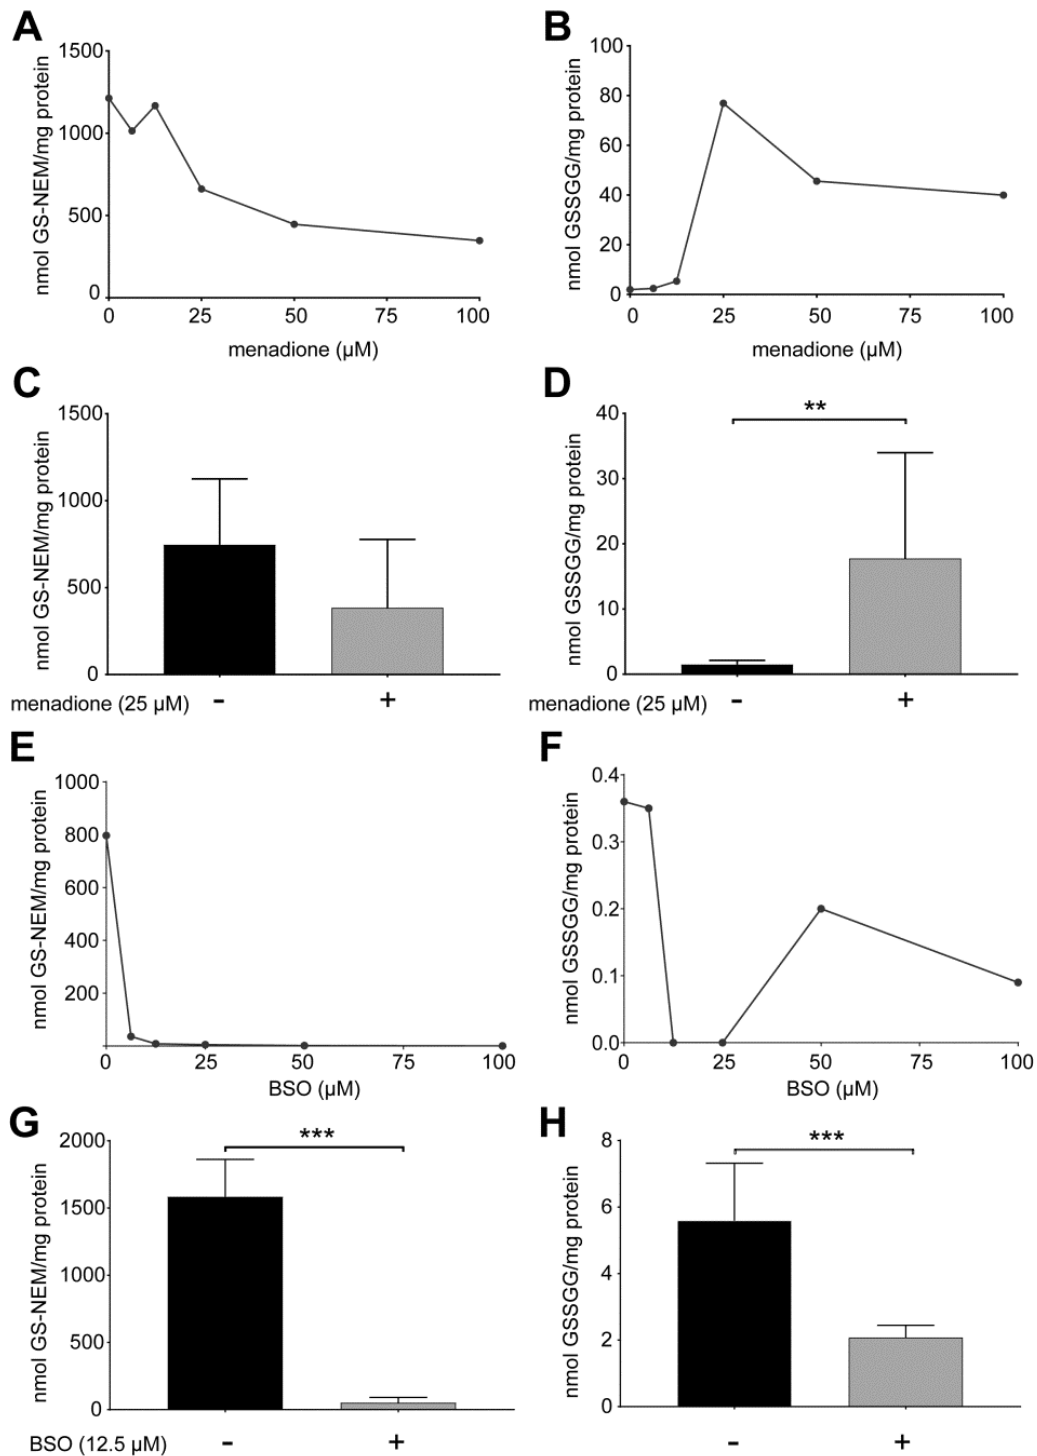 A
nmol GS-NEM/mg protein
1500
1000
500
0
0 25 50 75 100
menadione (µM)
B
nmol GSSGG/mg protein
100
80
60
40
20
0
0 25 50 75 100
menadione (µM)
C
nmol GS-NEM/mg protein
1500
1000
500
0
menadione (25 µM) - +
D
nmol GSSGG/mg protein
40
30
20
10
0
**
menadione (25 µM) - +
E
nmol GS-NEM/mg protein
1000
800
600
400
200
0 25 50 75 100
BSO (µM)
F
nmol GSSGG/mg protein
0.4
0.3
0.2
0.1
0.0
0 25 50 75 100
BSO (µM)
G
nmol GS-NEM/mg protein
2000
1500
1000
500
0
***
BSO (12.5 µM) - +
H
nmol GSSGG/mg protein
8
6
4
2
0
***
- +